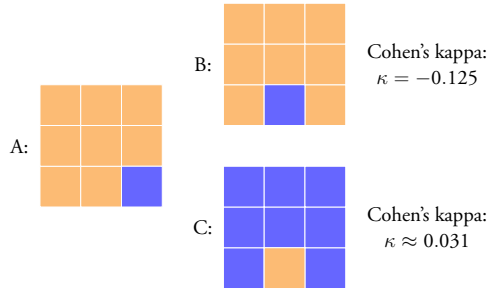 B:
Cohen's kappa:
κ = −0.125
A:
C:
Cohen's kappa:
κ ≈ 0.031